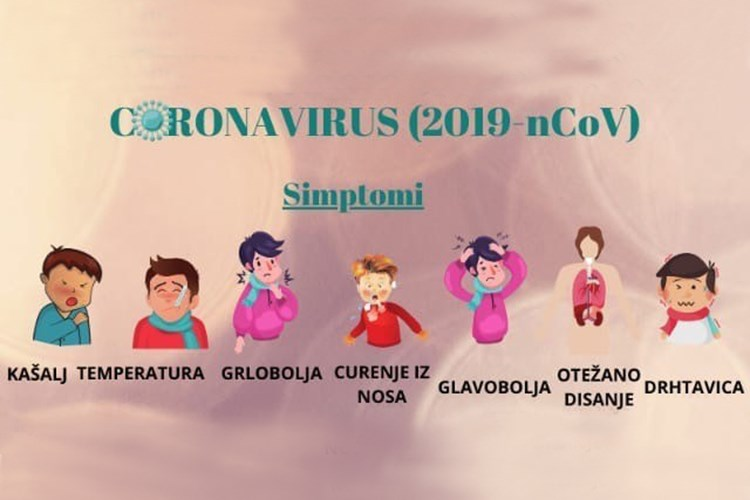 CORONAVIRUS (2019-nCoV)
Simptomi
KAŠALJ TEMPERATURA GRLOBOLJA CURENJE IZ NOSA GLAVOBOLJA OTEŽANO DISANJE DRHTAVICA